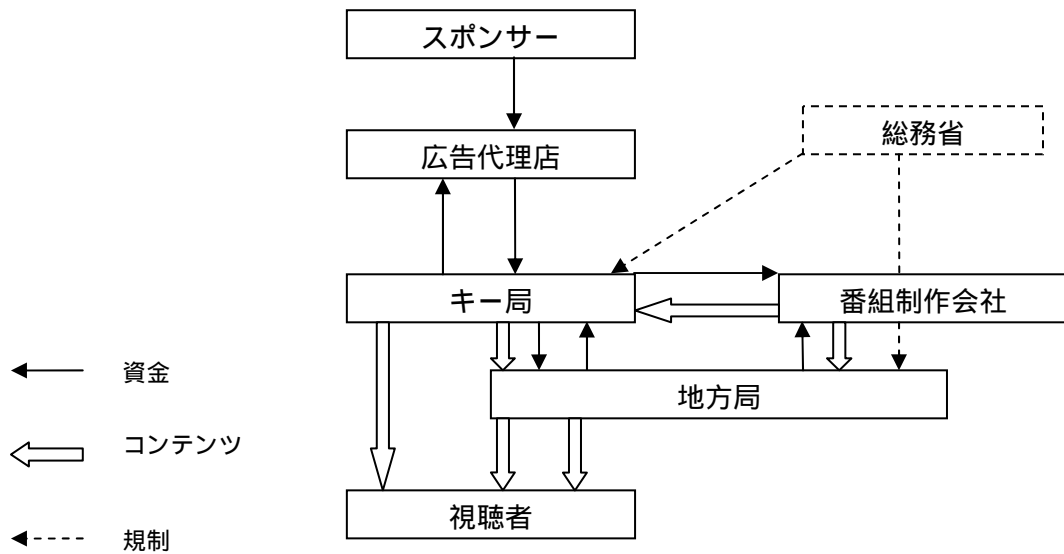 スポンサー
総務省
広告代理店
キー局
番組制作会社
資金
地方局
コンテンツ
視聴者
規制